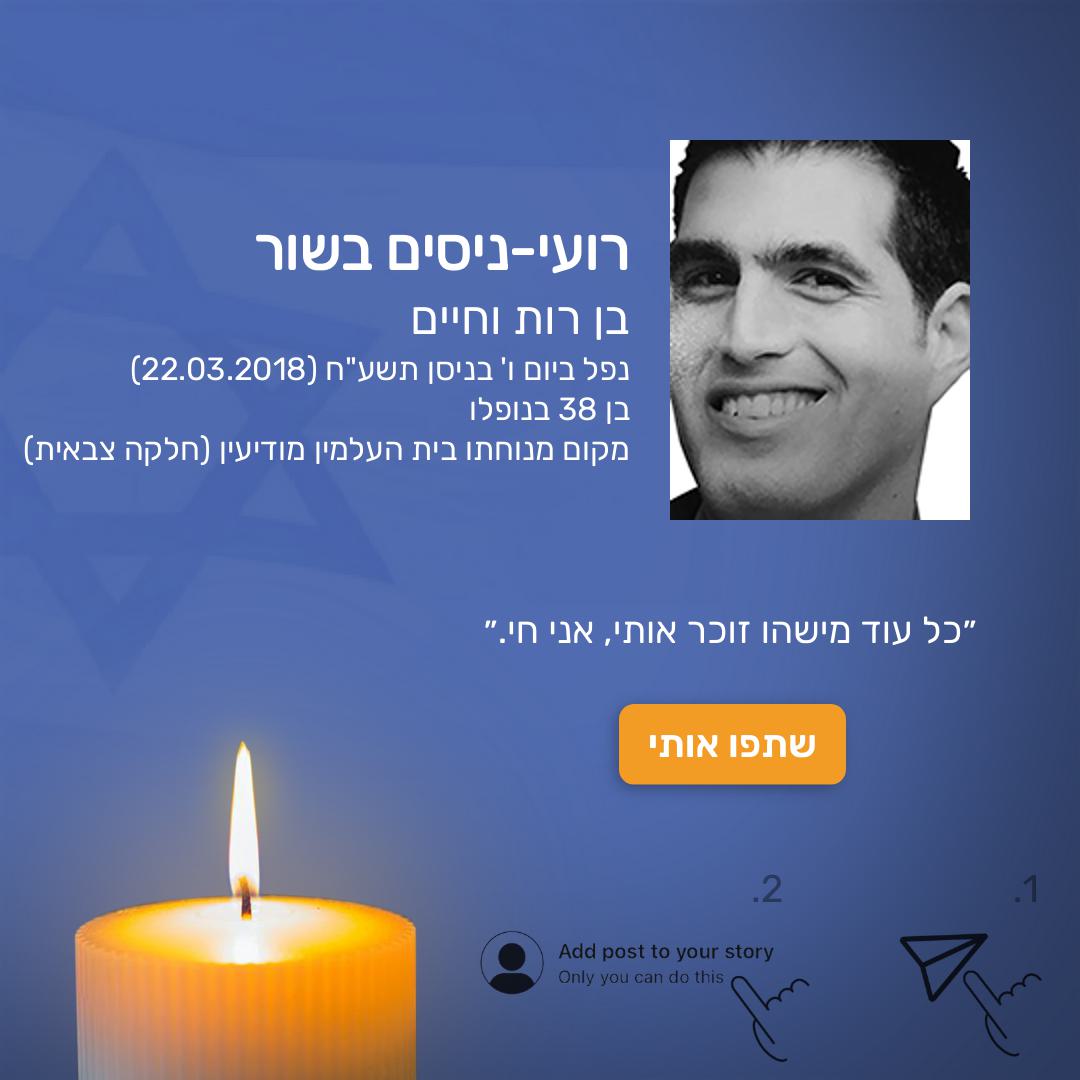 רועי-ניסים בשור
בן רות וחיים
נפל ביום ו' בניסן תשע"ח (22.03.2018)
בן 38 בנופלו
מקום מנוחתו בית העלמין מודיעין (חלקה צבאית)
״כל עוד מישהו זוכר אותי, אני חי.״
שתפו אותי
1.
2.
Add post to your story
Only you can do this